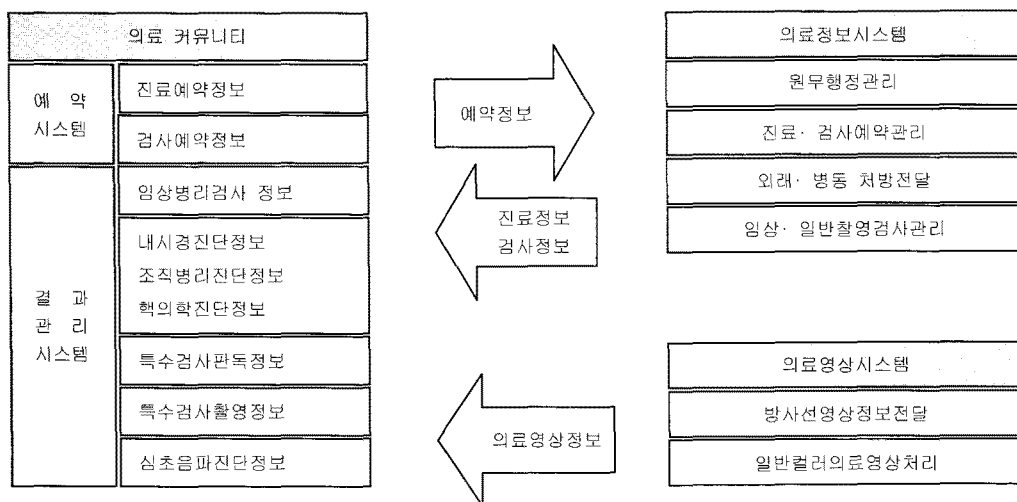 의료 커뮤니티
예 약
시스템
진료예약정보
검사예약정보
결 과
관 리
시스템
임상병리검사 정보
내시경진단정보
조직병리진단정보
핵의학진단정보
특수검사판독정보
특수검사촬영정보
심초음파진단정보
예약정보
진료정보
검사정보
의료영상정보
의료정보시스템
원무행정관리
진료· 검사예약관리
외래· 병동 처방전달
임상· 일반촬영검사관리
의료영상시스템
방사선영상정보전달
일반컬러의료영상처리